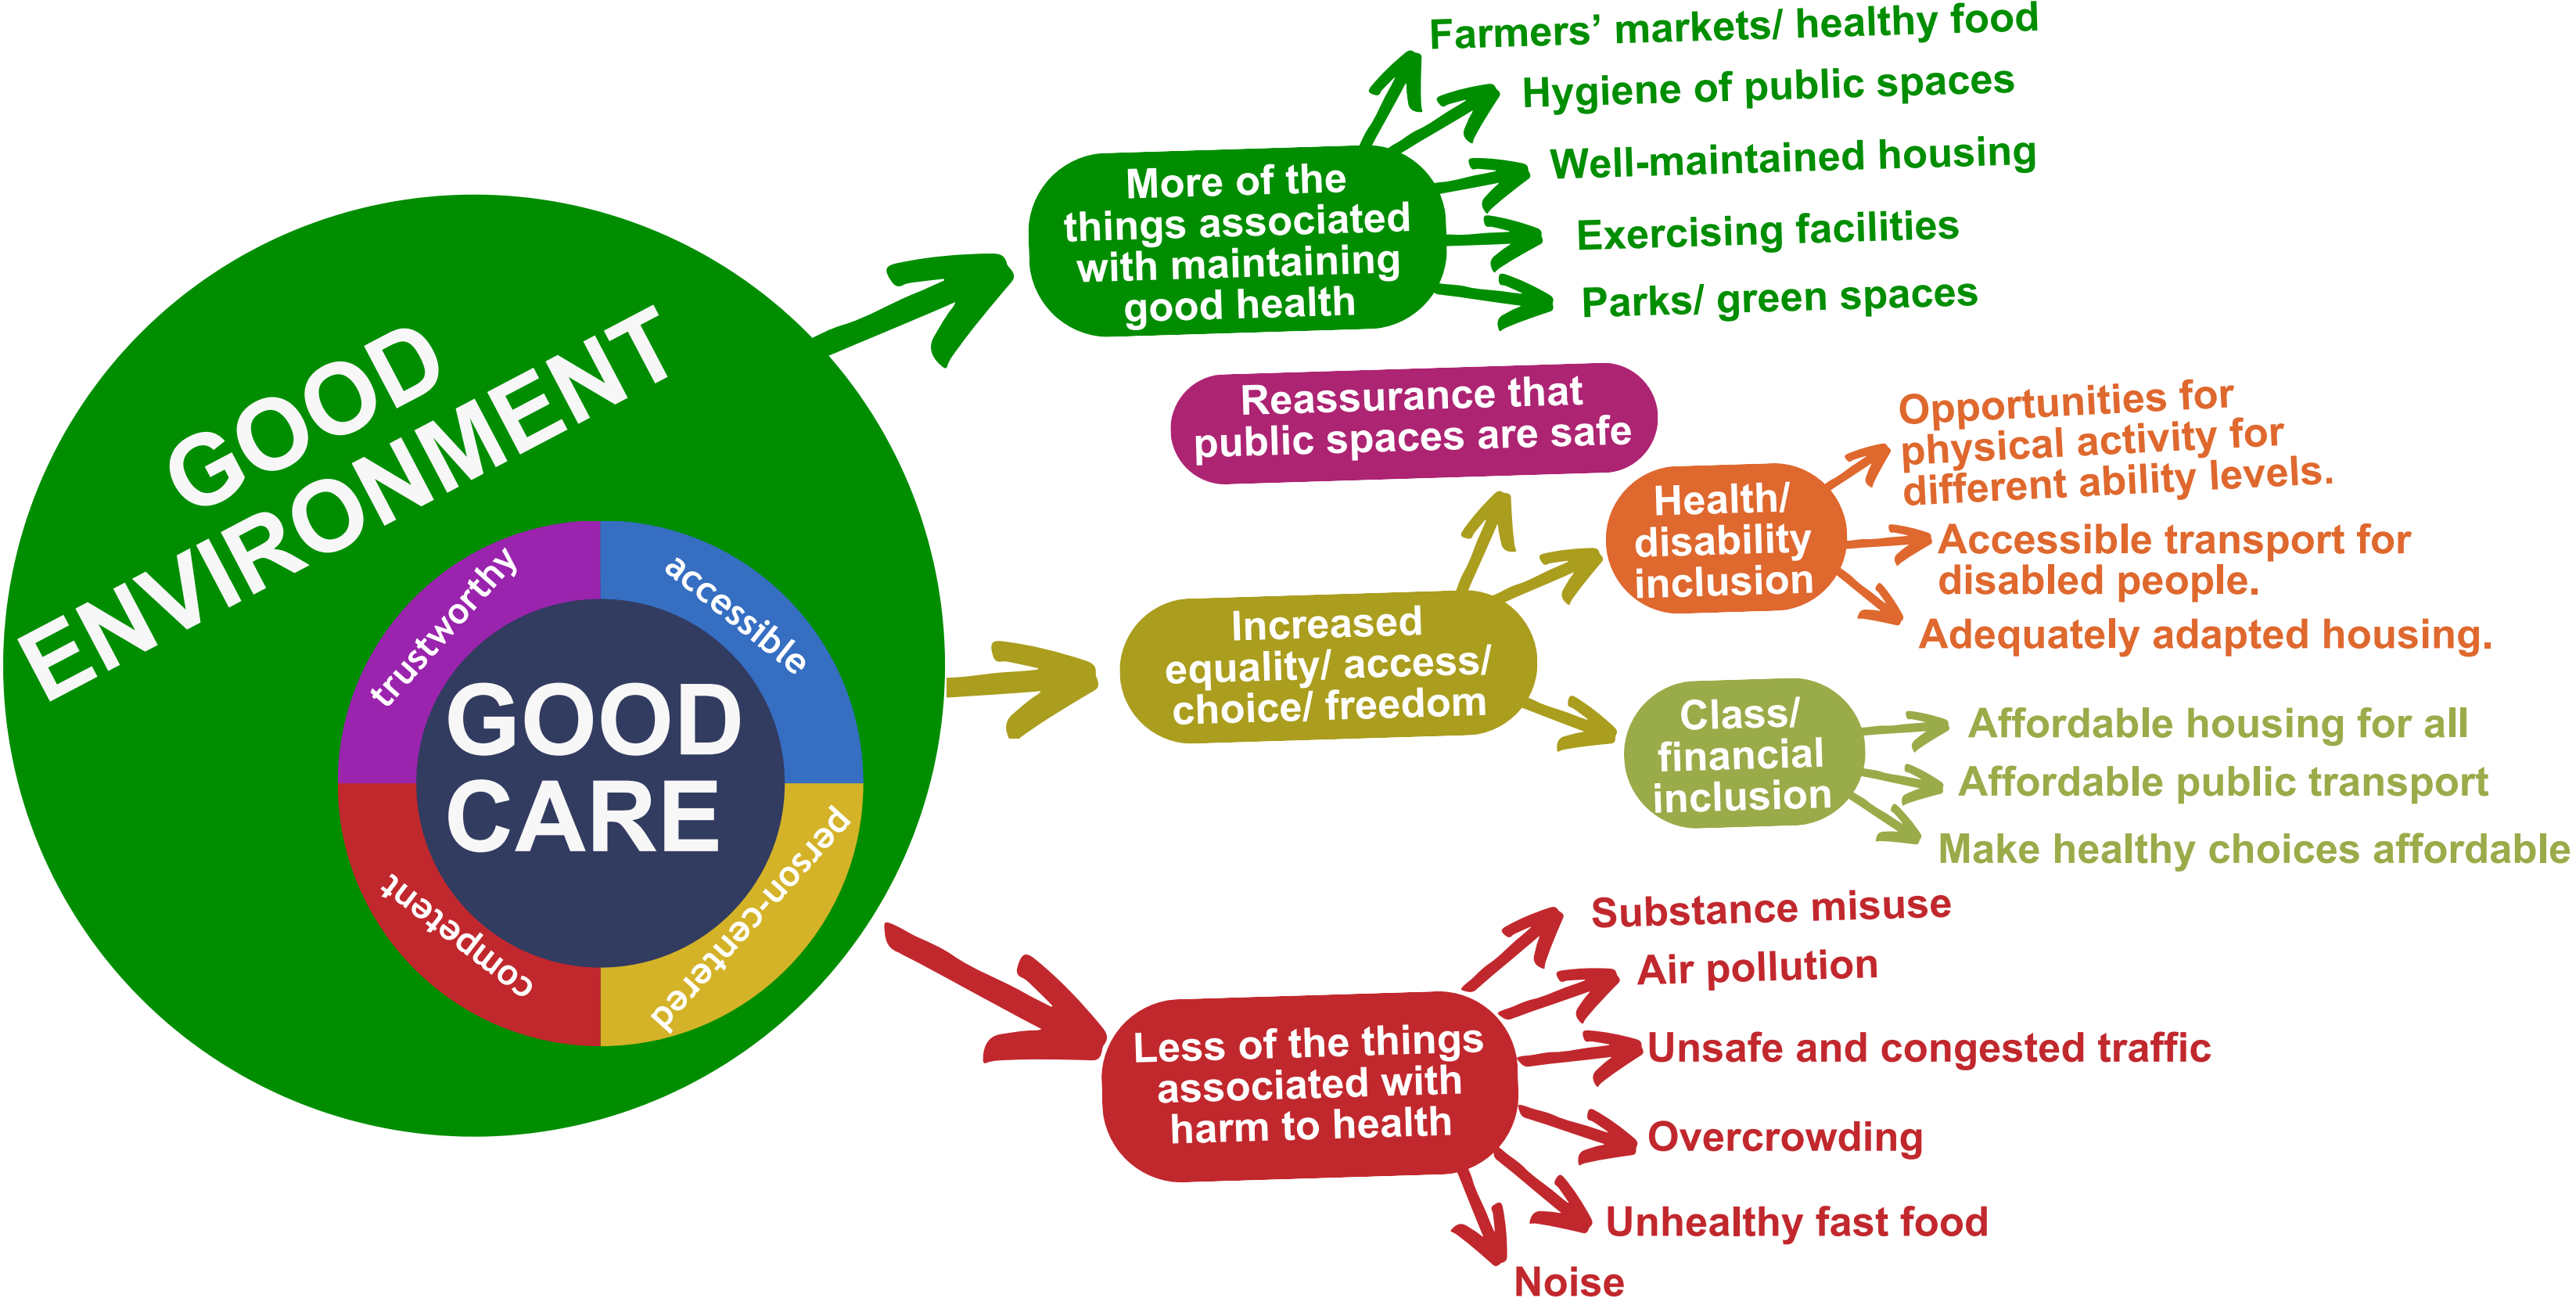 GOOD
ENVIRONMENT
trustworthy
accessible
GOOD
CARE
competent
person-centered
More of the
things associated
with maintaining
good health
Farmers’ markets/ healthy food
Hygiene of public spaces
Well-maintained housing
Exercising facilities
Parks/ green spaces
Reassurance that
public spaces are safe
Increased
equality/ access/
choice/ freedom
Health/
disability
inclusion
Opportunities for
physical activity for
different ability levels.
Accessible transport for
disabled people.
Adequately adapted housing.
Class/
financial
inclusion
Affordable housing for all
Affordable public transport
Make healthy choices affordable
Less of the things
associated with
harm to health
Substance misuse
Air pollution
Unsafe and congested traffic
Overcrowding
Unhealthy fast food
Noise